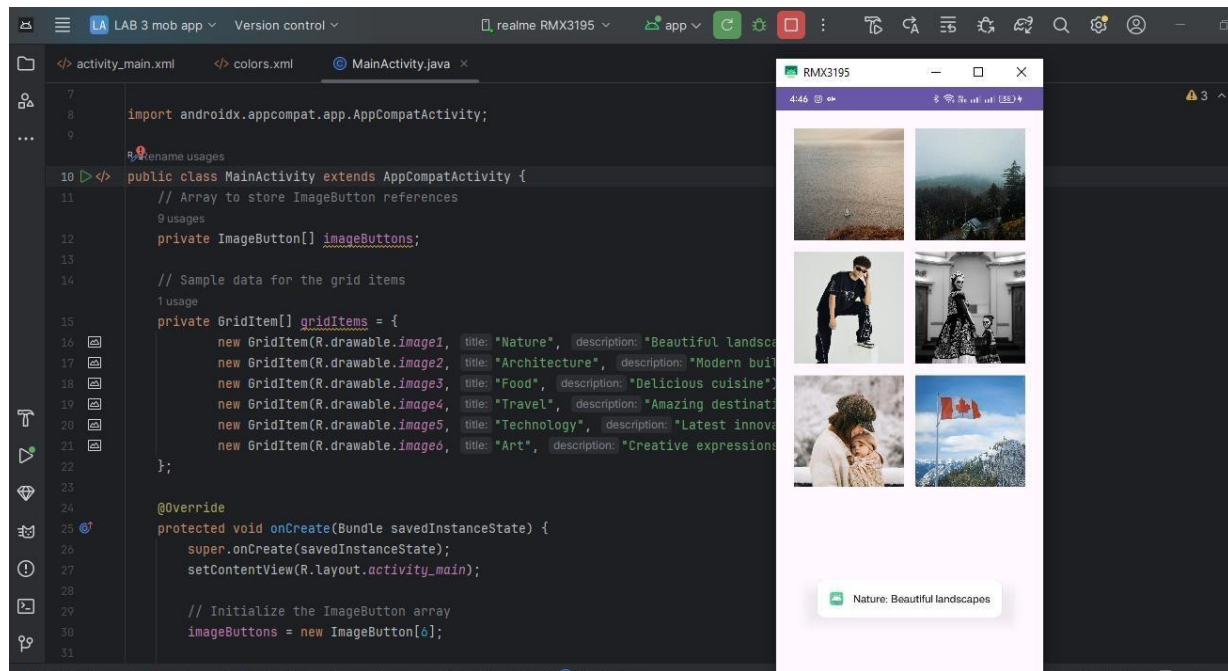 LA LAB 3 mob app Version control realme RMX3195 app
activity_main.xml colors.xml MainActivity.java
7
8 import androidx.appcompat.app.AppCompatActivity;
9
Rename usages
10 public class MainActivity extends AppCompatActivity {
11 // Array to store ImageButton references
9 usages
12 private ImageButton[] imageButtons;
13
14 // Sample data for the grid items
1 usage
15 private GridItem[] gridItems = {
16 new GridItem(R.drawable.image1, title: "Nature", description: "Beautiful landsca
17 new GridItem(R.drawable.image2, title: "Architecture", description: "Modern buil
18 new GridItem(R.drawable.image3, title: "Food", description: "Delicious cuisine")
19 new GridItem(R.drawable.image4, title: "Travel", description: "Amazing destinati
20 new GridItem(R.drawable.image5, title: "Technology", description: "Latest innova
21 new GridItem(R.drawable.image6, title: "Art", description: "Creative expressions
22 };
23
24 @Override
25 protected void onCreate(Bundle savedInstanceState) {
26 super.onCreate(savedInstanceState);
27 setContentView(R.layout.activity_main);
28
29 // Initialize the ImageButton array
30 imageButtons = new ImageButton[6];
31
3
RMX3195
4:46
Nature: Beautiful landscapes